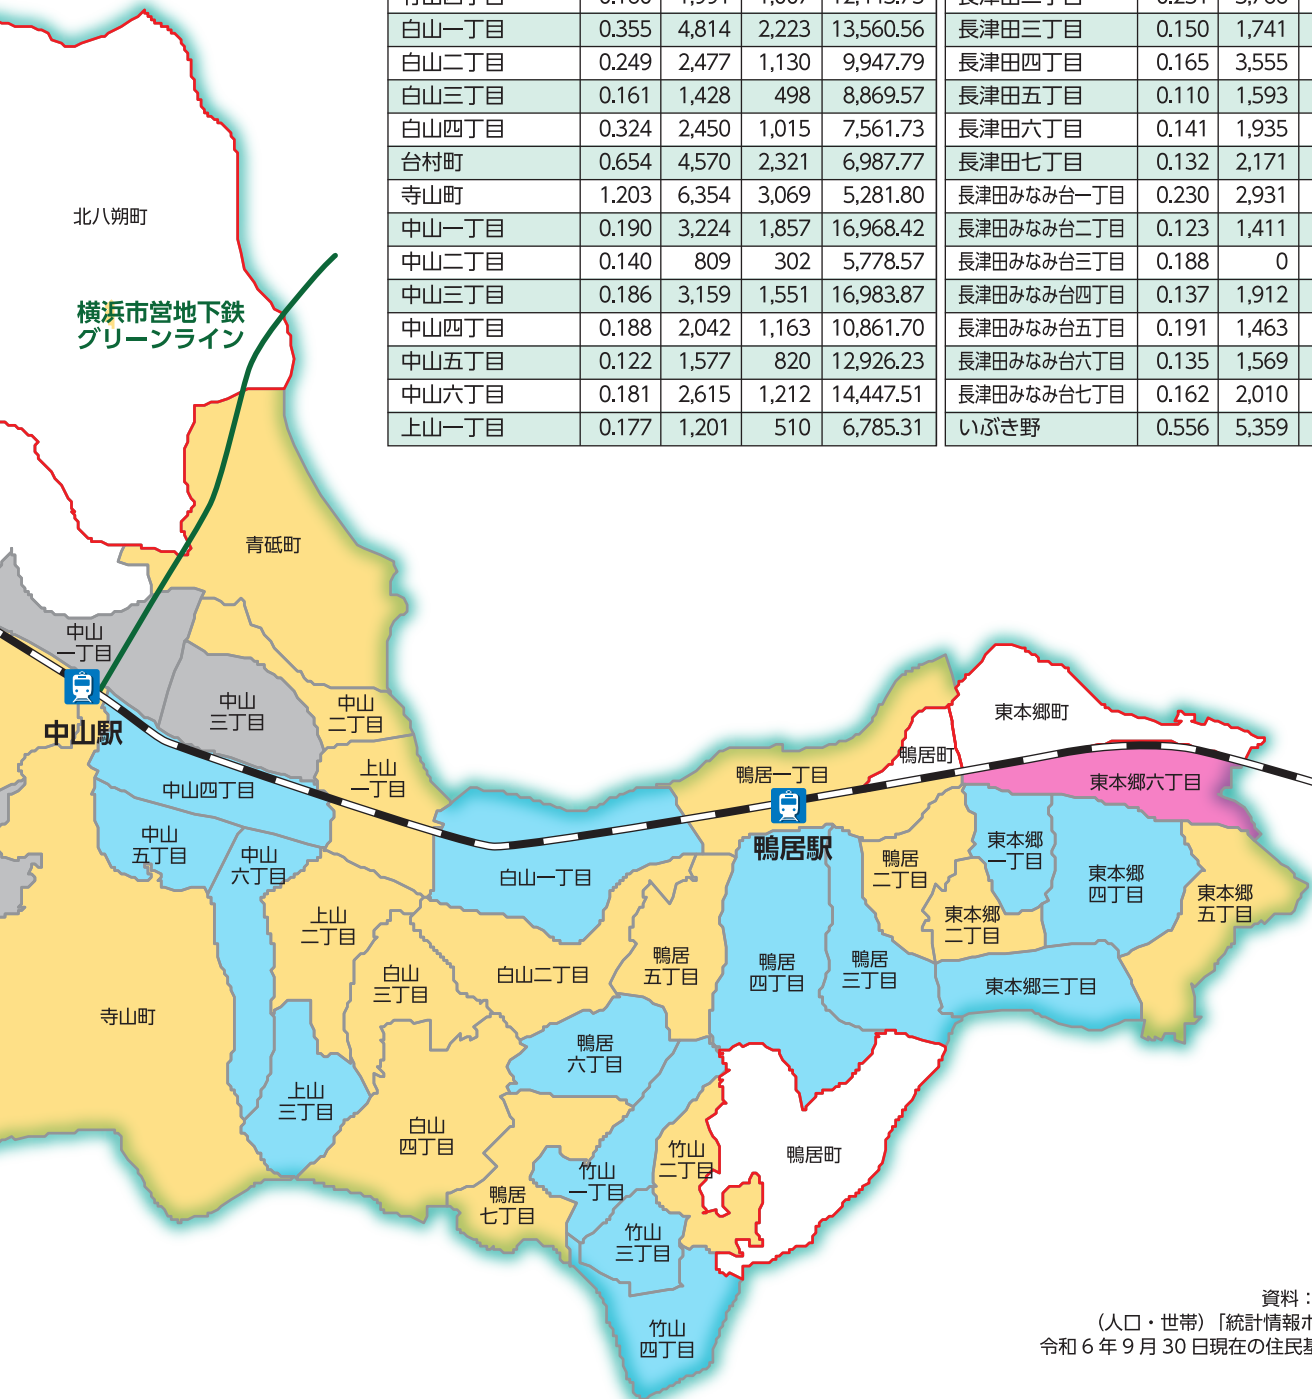 白山一丁目 0.355 4,814 2,223 13,560.56
白山二丁目 0.249 2,477 1,130 9,947.79
白山三丁目 0.161 1,428 498 8,869.57
白山四丁目 0.324 2,450 1,015 7,561.73
台村町 0.654 4,570 2,321 6,987.77
寺山町 1.203 6,354 3,069 5,281.80
中山一丁目 0.190 3,224 1,857 16,968.42
中山二丁目 0.140 809 302 5,778.57
中山三丁目 0.186 3,159 1,551 16,983.87
中山四丁目 0.188 2,042 1,163 10,861.70
中山五丁目 0.122 1,577 820 12,926.23
中山六丁目 0.181 2,615 1,212 14,447.51
上山一丁目 0.177 1,201 510 6,785.31
長津田三丁目 0.150 1,741
長津田四丁目 0.165 3,555
長津田五丁目 0.110 1,593
長津田六丁目 0.141 1,935
長津田七丁目 0.132 2,171
長津田みなみ台一丁目 0.230 2,931
長津田みなみ台二丁目 0.123 1,411
長津田みなみ台三丁目 0.188 0
長津田みなみ台四丁目 0.137 1,912
長津田みなみ台五丁目 0.191 1,463
長津田みなみ台六丁目 0.135 1,569
長津田みなみ台七丁目 0.162 2,010
いぶき野 0.556 5,359
北八朔町
横浜市営地下鉄
グリーンライン
青砥町
中山
一丁目
中山
三丁目
中山
二丁目
中山駅
上山
一丁目
中山四丁目
中山
五丁目
中山
六丁目
上山
二丁目
白山一丁目
白山
三丁目
白山二丁目
寺山町
上山
三丁目
白山
四丁目
鴨居一丁目
鴨居町
東本郷町
東本郷六丁目
鴨居駅
鴨居
二丁目
東本郷
一丁目
東本郷
四丁目
東本郷
五丁目
東本郷
二丁目
東本郷三丁目
鴨居
五丁目
鴨居
四丁目
鴨居
三丁目
鴨居
六丁目
鴨居
七丁目
竹山
一丁目
竹山
二丁目
竹山
三丁目
竹山
四丁目
鴨居町
資料：
（人口・世帯）「統計情報ポ
令和6年9月30日現在の住民基